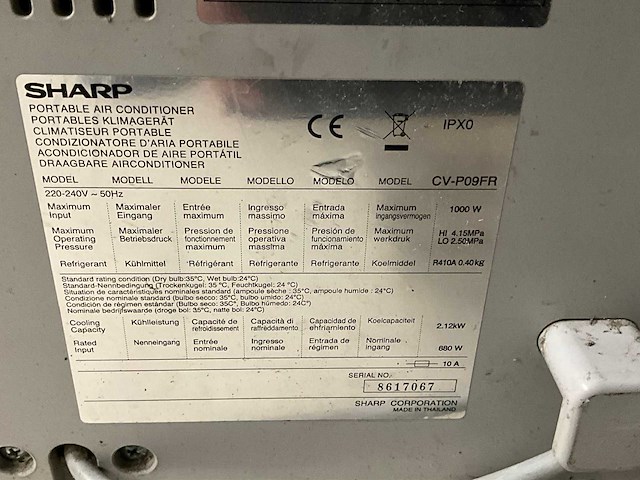 SHARP
PORTABLE AIR CONDITIONER
PORTABLES KLIMAGERÄT
CLIMATISEUR PORTABLE
CONDIZIONATORE D'ARIA PORTABILE
ACONDICIONADOR DE AIRE PORTÁTIL
DRAAGBARE AIRCONDITIONER
CE IPX0
MODEL MODELL MODELE MODELLO MODELO MODEL CV-P09FR
220-240V ~ 50Hz
Maximum Maximaler Entrée Ingresso Entrada Maximum 1000 W
Input Eingang maximum massimo máxima Ingangsvermogen
Maximum Maximaler Pression de Pressione Presión de Maximum HI 4.15MPa
Operating Betriebsdruck fonctionnement operativa funcionamiento werkdruk LO 2.50MPa
Pressure maximum massima máximo
Refrigerant Kühlmittel Réfrigérant Refrigerante Refrigerante Koelmiddel R410A 0.40kg
Standard rating condition (Dry bulb:35°C, Wet bulb:24°C)
Standard-Nennbedingung (Trockenkugel: 35 °C, Feuchtkugel: 24 °C)
Situation de caractéristiques nominales standard (ampoule sèche : 35°C, ampoule humide : 24°C)
Condizione nominale standard (bulbo secco: 35°C, bulbo umido: 24°C)
Condición de régimen estándar (Bulbo seco: 35°C, Bulbo húmedo: 24C°)
Nominale bedrijfswaarde (droge bol: 35°C, natte bol: 24°C)
Cooling Kühlleistung Capacité de Capacità di Capacidad de Koelcapaciteit 2.12kW
Capacity refroidissement raffreddamento enfriamiento
Rated Nenneingang Entrée Ingresso Entrada de Nominale 880 W
Input nominale nominale régimen ingang
10 A
SERIAL NO. 8617067
SHARP CORPORATION
MADE IN THAILAND